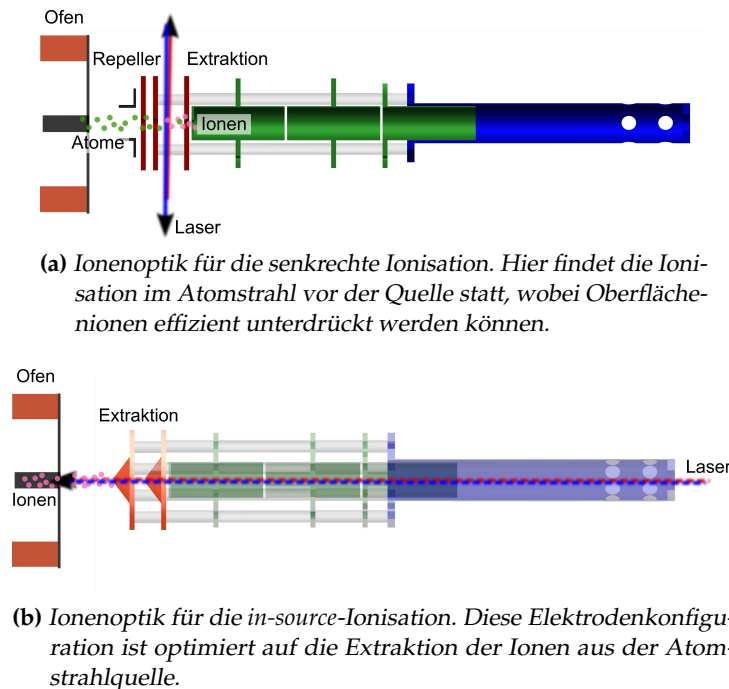 Ofen
Repeller Extraktion
Ionen
Atome
Laser
(a) Ionenoptik für die senkrechte Ionisation. Hier findet die Ioni-
sation im Atomstrahl vor der Quelle statt, wobei Oberfläche-
nionen effizient unterdrückt werden können.
Ofen
Extraktion
Laser
Ionen
(b) Ionenoptik für die in-source-Ionisation. Diese Elektrodenkonfigu-
ration ist optimiert auf die Extraktion der Ionen aus der Atom-
strahlquelle.